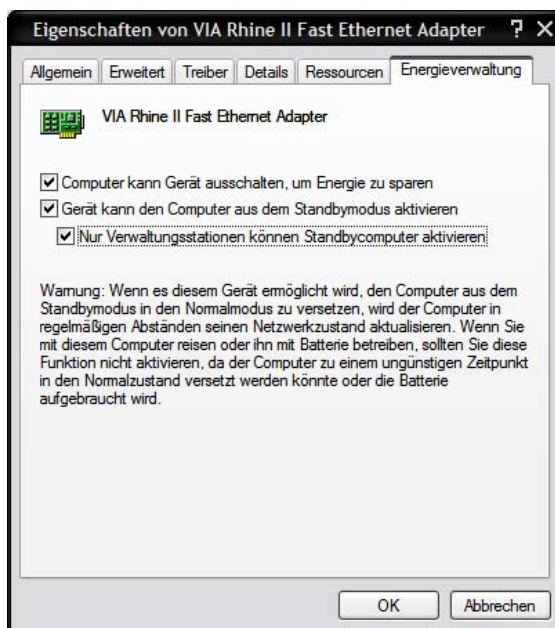 Eigenschaften von VIA Rhine II Fast Ethernet Adapter ? X
Allgemein Erweitert Treiber Details Ressourcen Energieverwaltung
VIA Rhine II Fast Ethernet Adapter
Computer kann Gerät ausschalten, um Energie zu sparen
Gerät kann den Computer aus dem Standbymodus aktivieren
Nur Verwaltungsstationen können Standbycomputer aktivieren
Warnung: Wenn es diesem Gerät ermöglicht wird, den Computer aus dem
Standbymodus in den Normalmodus zu versetzen, wird der Computer in
regelmäßigen Abständen seinen Netzwerkzustand aktualisieren. Wenn Sie
mit diesem Computer reisen oder ihn mit Batterie betreiben, sollten Sie diese
Funktion nicht aktivieren, da der Computer zu einem ungünstigen Zeitpunkt
in den Normalzustand versetzt werden könnte oder die Batterie
aufgebraucht wird.
OK Abbrechen